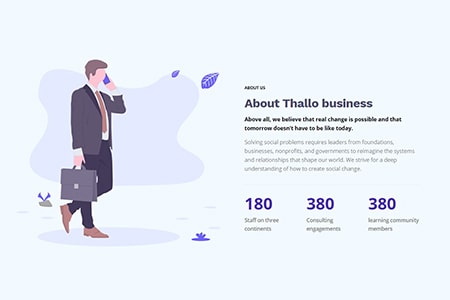 ABOUT US
About Thallo business
Above all, we believe that real change is possible and that
tomorrow doesn't have to be like today.
Solving social problems requires leaders from foundations,
businesses, nonprofits, and governments to reimagine the systems
and relationships that shape our world. We strive for a deep
understanding of how to create social change.
180 380 380
Staff on three Consulting learning community
continents engagements members